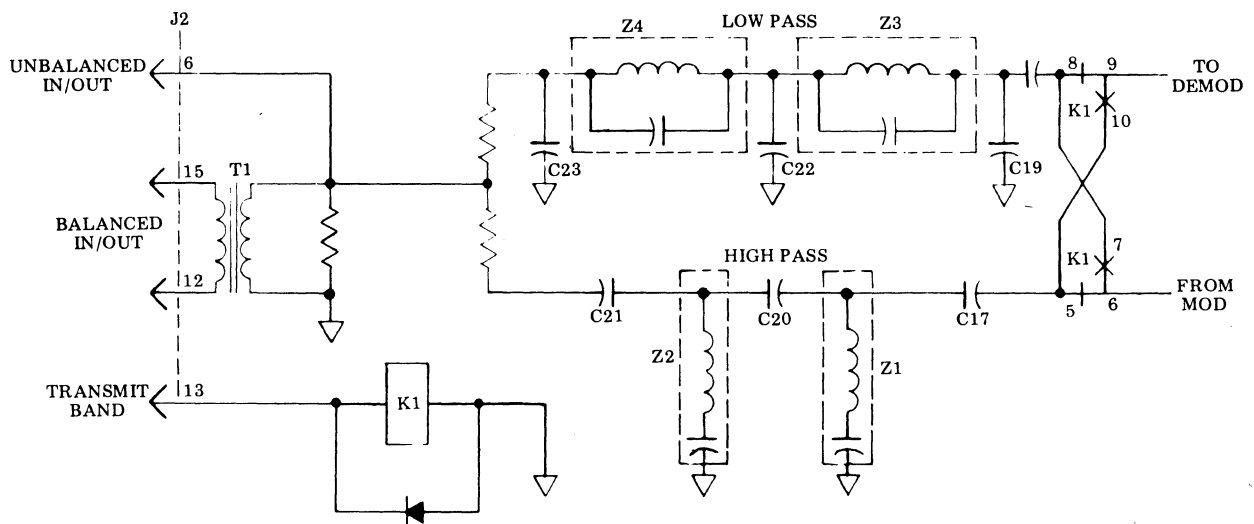 J2
UNBALANCED
IN/OUT
6
15
T1
BALANCED
IN/OUT
12
TRANSMIT
BAND
13
K1
LOW PASS
Z4
Z3
C23
C22
C19
8
9
TO
DEMOD
K1
10
HIGH PASS
C21
Z2
C20
Z1
C17
K1
7
5
6
FROM
MOD